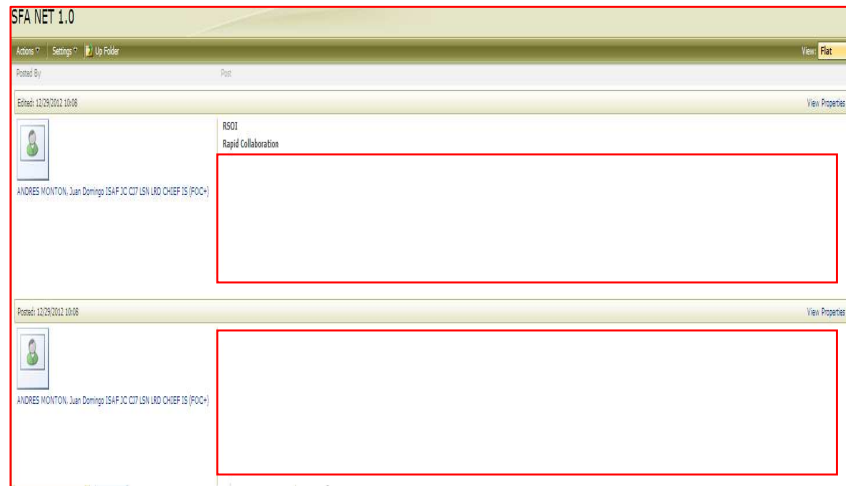 SFA NET 1.0
Actions Settings Up Folder View: Flat
Posted By Post
Edited: 12/29/2012 10:08 View Properties
RSOI
Rapid Collaboration
ANDRES MONTON, Juan Domingo ISAF JC CJ7 LSN LRD CHIEF IS (FOC+)
Posted: 12/29/2012 10:08 View Properties
ANDRES MONTON, Juan Domingo ISAF JC CJ7 LSN LRD CHIEF IS (FOC+)